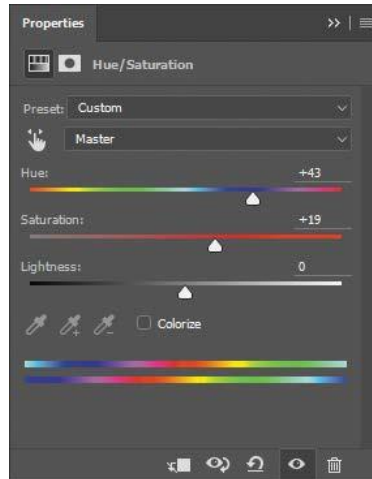 Properties
Hue/Saturation
Preset: Custom
Master
Hue: +43
Saturation: +19
Lightness: 0
Colorize